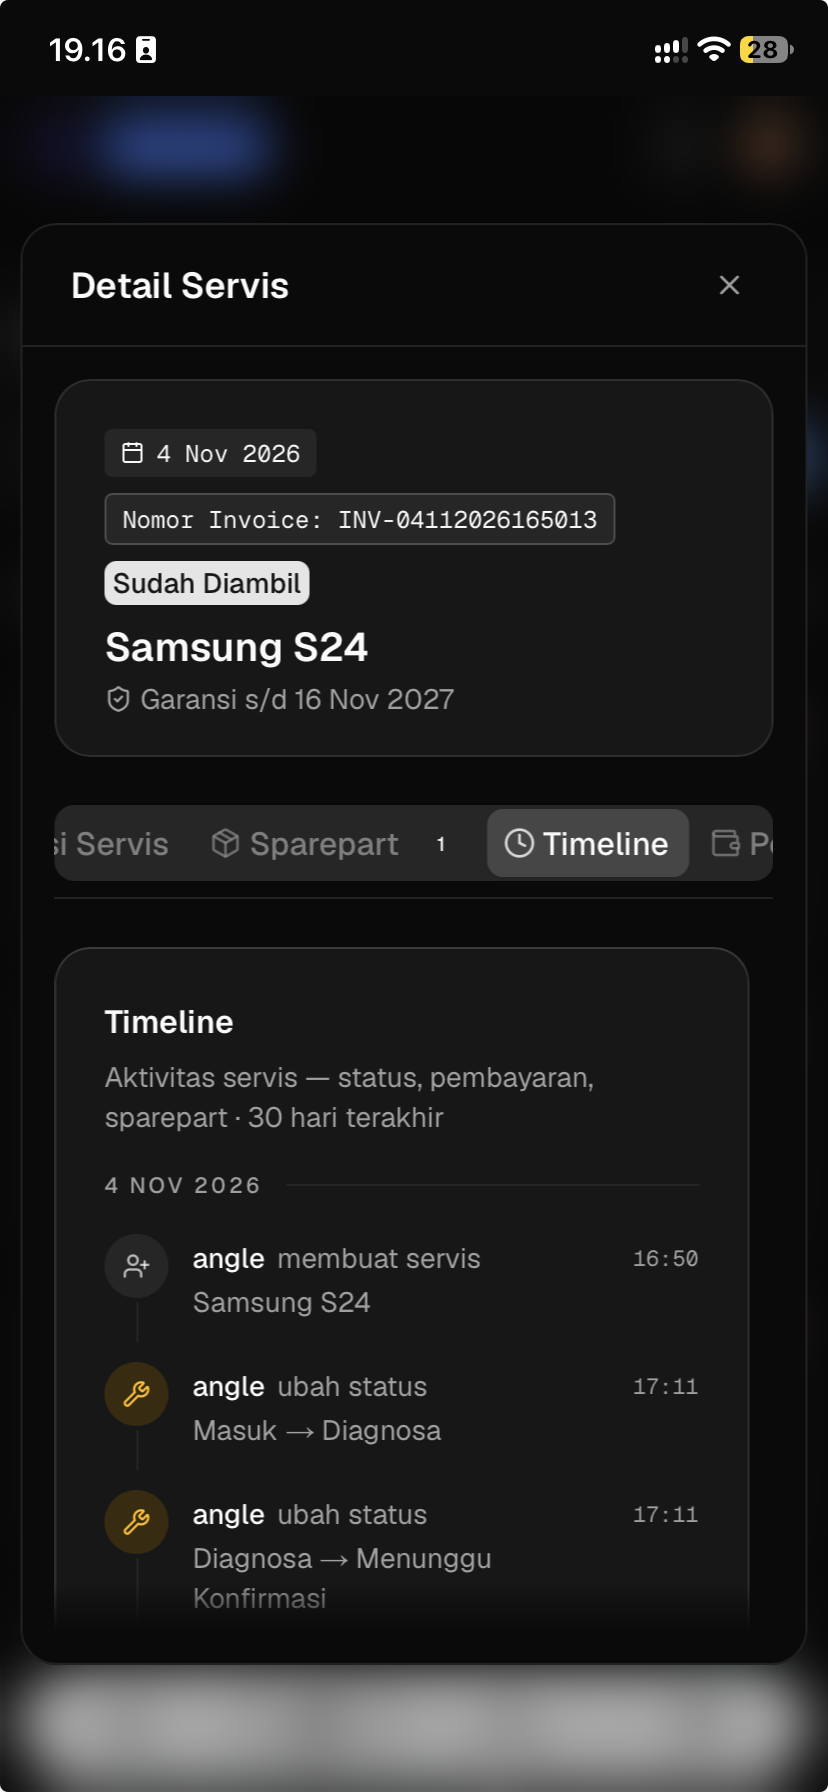 19.16
28
Detail Servis
4 Nov 2026
Nomor Invoice: INV-04112026165013
Sudah Diambil
Samsung S24
Garansi s/d 16 Nov 2027
Servis Sparepart 1 Timeline
Timeline
Aktivitas servis — status, pembayaran,
sparepart · 30 hari terakhir
4 NOV 2026
angle membuat servis 16:50
Samsung S24
angle ubah status 17:11
Masuk → Diagnosa
angle ubah status 17:11
Diagnosa → Menunggu
Konfirmasi